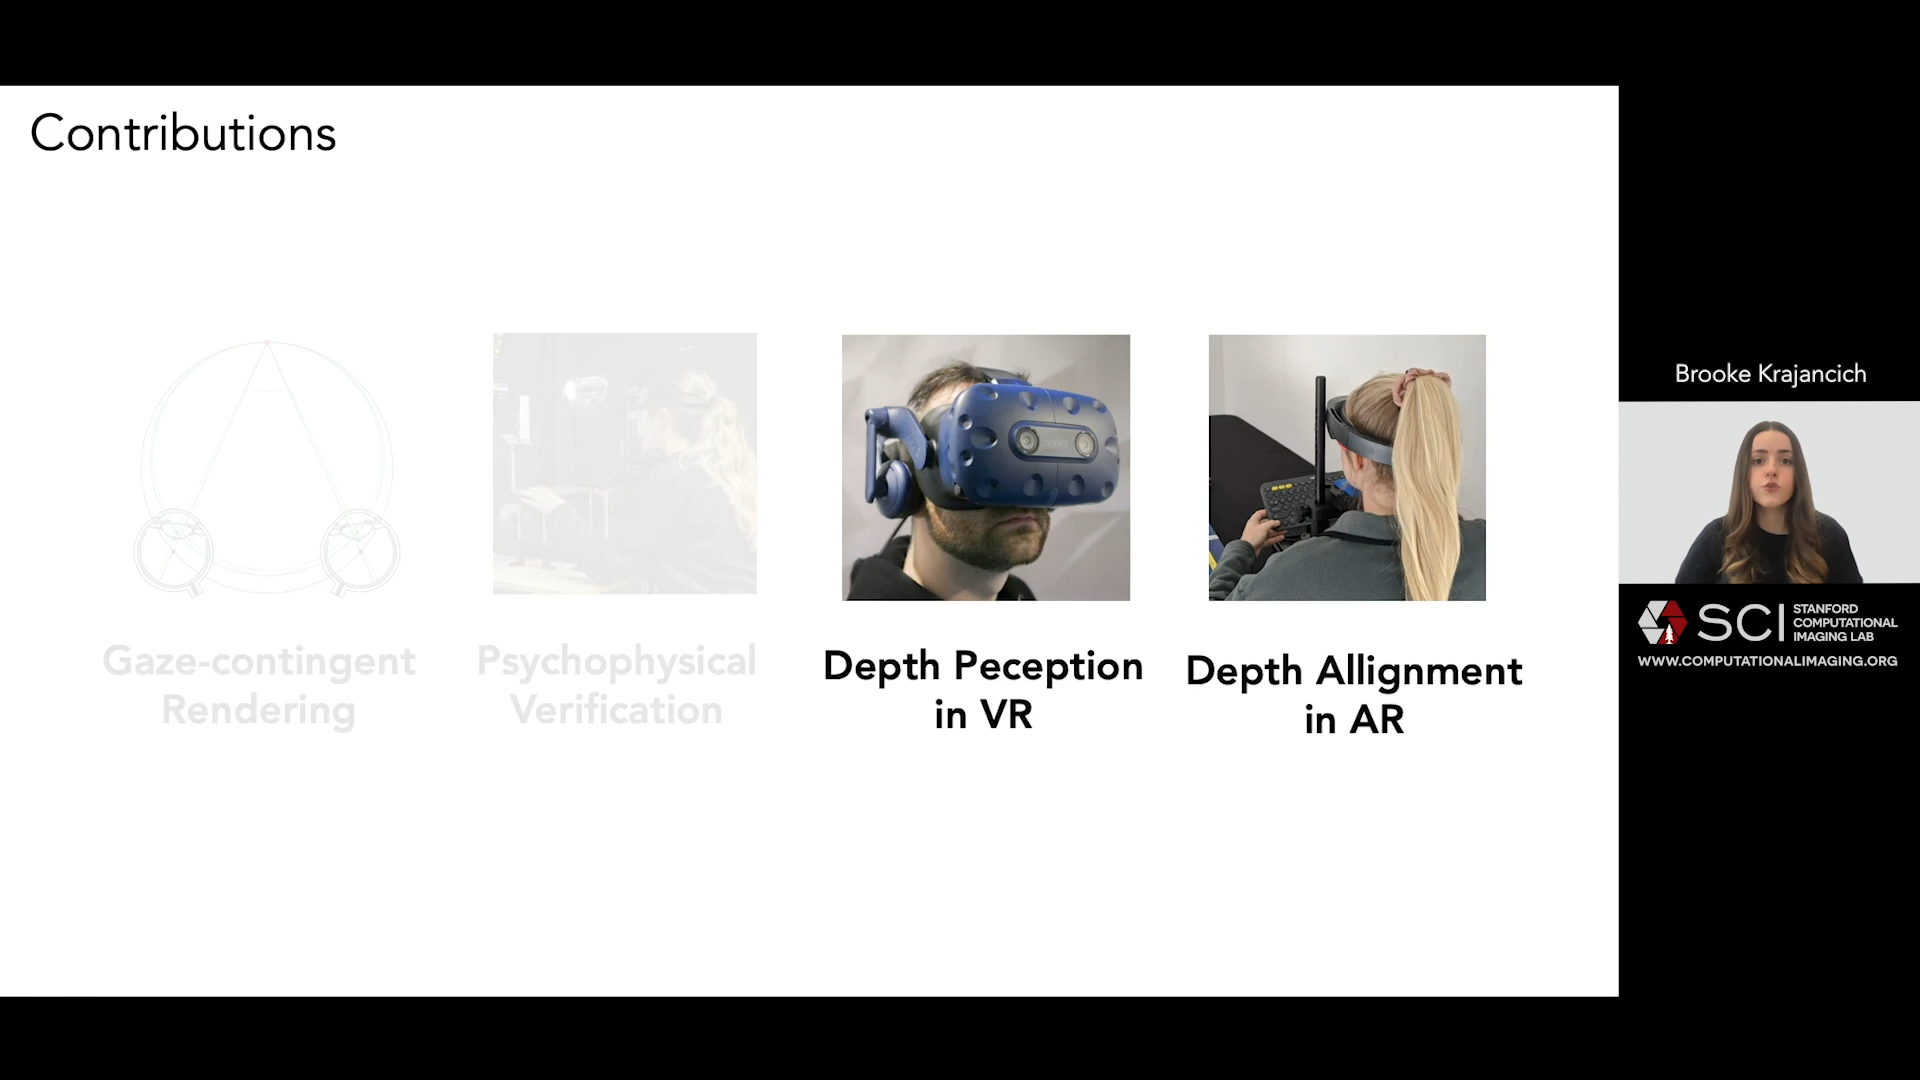 Contributions
Gaze-contingent
Rendering
Psychophysical
Verification
Depth Peception
in VR
Depth Allignment
in AR
Brooke Krajancich
SCI
STANFORD
COMPUTATIONAL
IMAGING LAB
WWW.COMPUTATIONALIMAGING.ORG